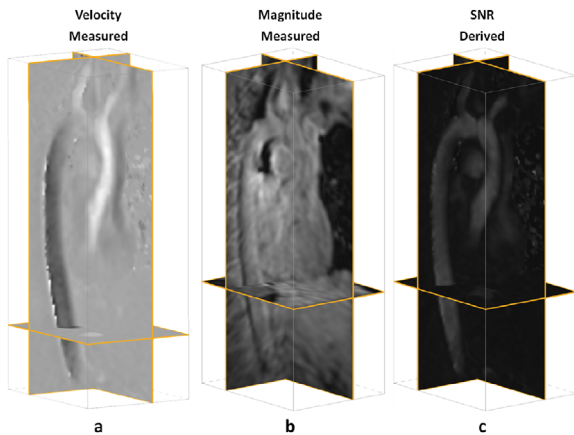 Velocity
Measured
Magnitude
Measured
SNR
Derived
a
b
c